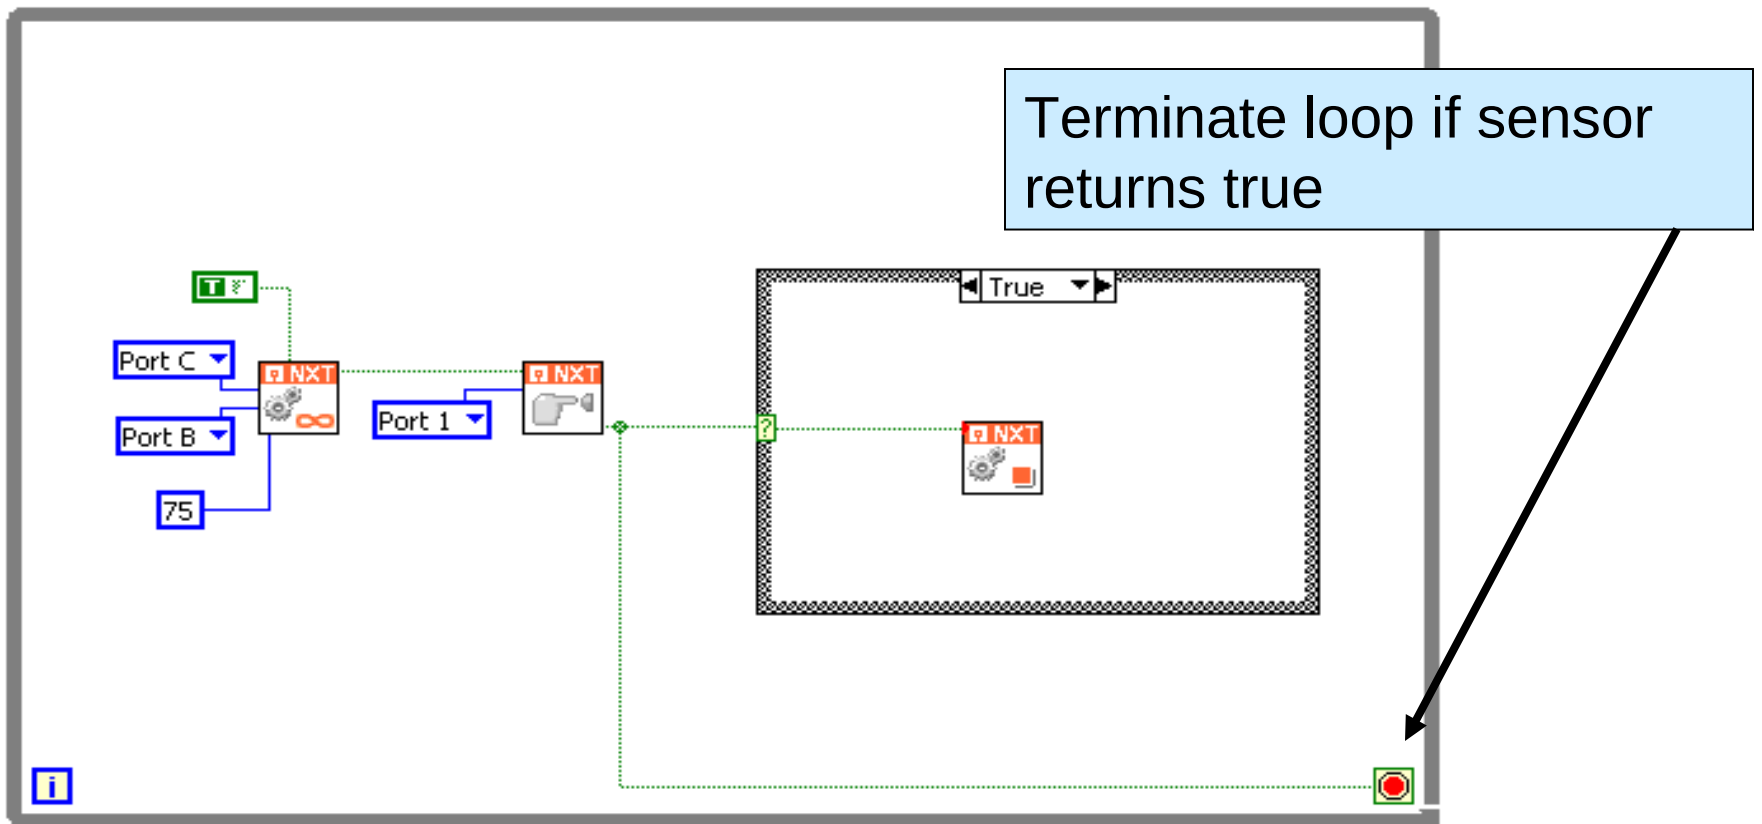 Terminate loop if sensor
returns true
T
True
Port C
NXT
NXT
Port 1
Port B
?
NXT
75
i